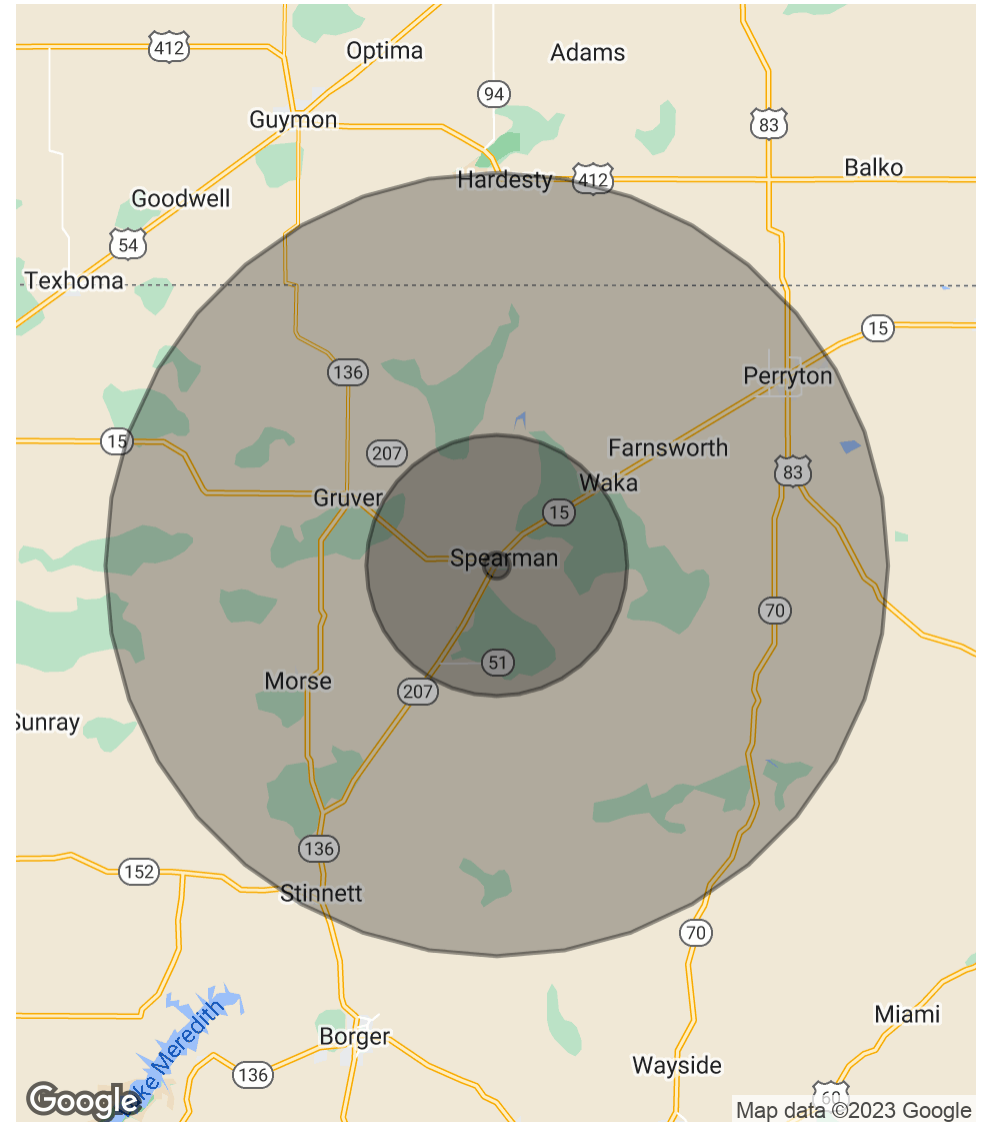 Optima
Adams
412
94
Guymon
83
Balko
Hardesty
412
Goodwell
54
Texhoma
15
136
Perryton
15
Farnsworth
207
83
Waka
Gruver
15
Spearman
70
51
Morse
207
Sunray
136
152
Stinnett
70
Miami
Borger
Lake Meredith
Wayside
136
60
Google
Map data ©2023 Google